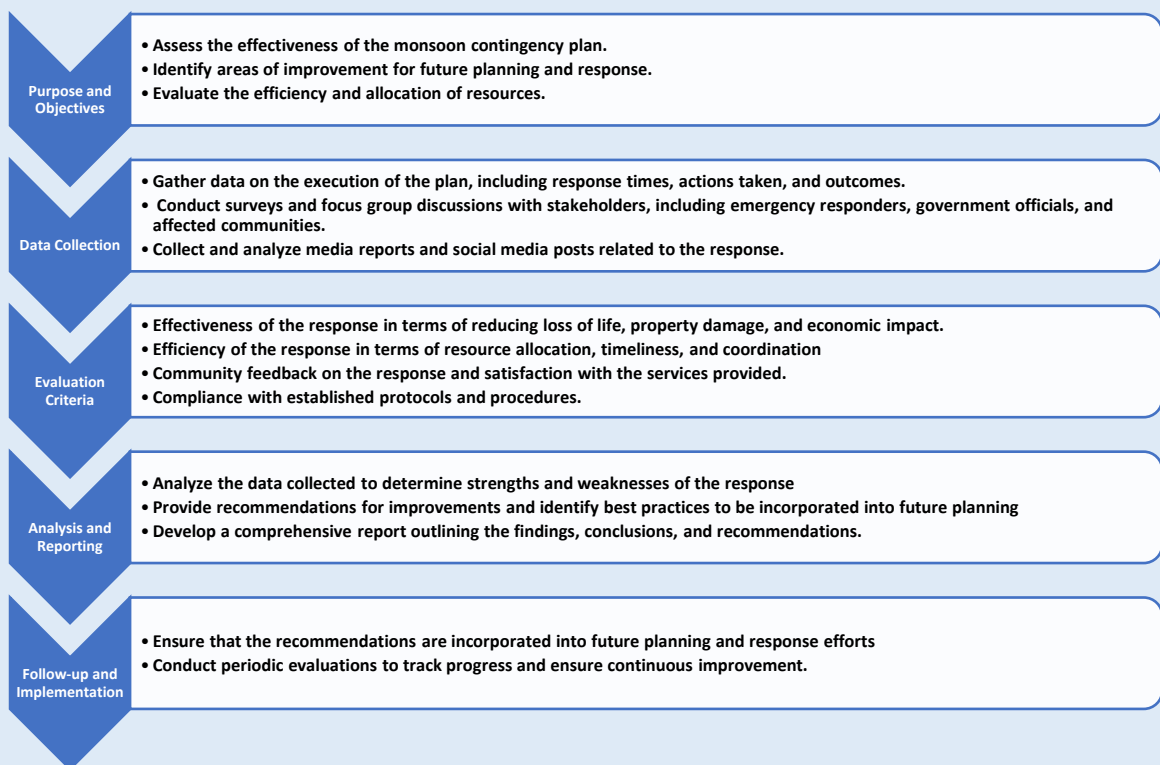 Purpose and
Objectives
• Assess the effectiveness of the monsoon contingency plan.
• Identify areas of improvement for future planning and response.
• Evaluate the efficiency and allocation of resources.
Data Collection
• Gather data on the execution of the plan, including response times, actions taken, and outcomes.
• Conduct surveys and focus group discussions with stakeholders, including emergency responders, government officials, and
affected communities.
• Collect and analyze media reports and social media posts related to the response.
Evaluation
Criteria
• Effectiveness of the response in terms of reducing loss of life, property damage, and economic impact.
• Efficiency of the response in terms of resource allocation, timeliness, and coordination
• Community feedback on the response and satisfaction with the services provided.
• Compliance with established protocols and procedures.
Analysis and
Reporting
• Analyze the data collected to determine strengths and weaknesses of the response
• Provide recommendations for improvements and identify best practices to be incorporated into future planning
• Develop a comprehensive report outlining the findings, conclusions, and recommendations.
Follow-up and
Implementation
• Ensure that the recommendations are incorporated into future planning and response efforts
• Conduct periodic evaluations to track progress and ensure continuous improvement.